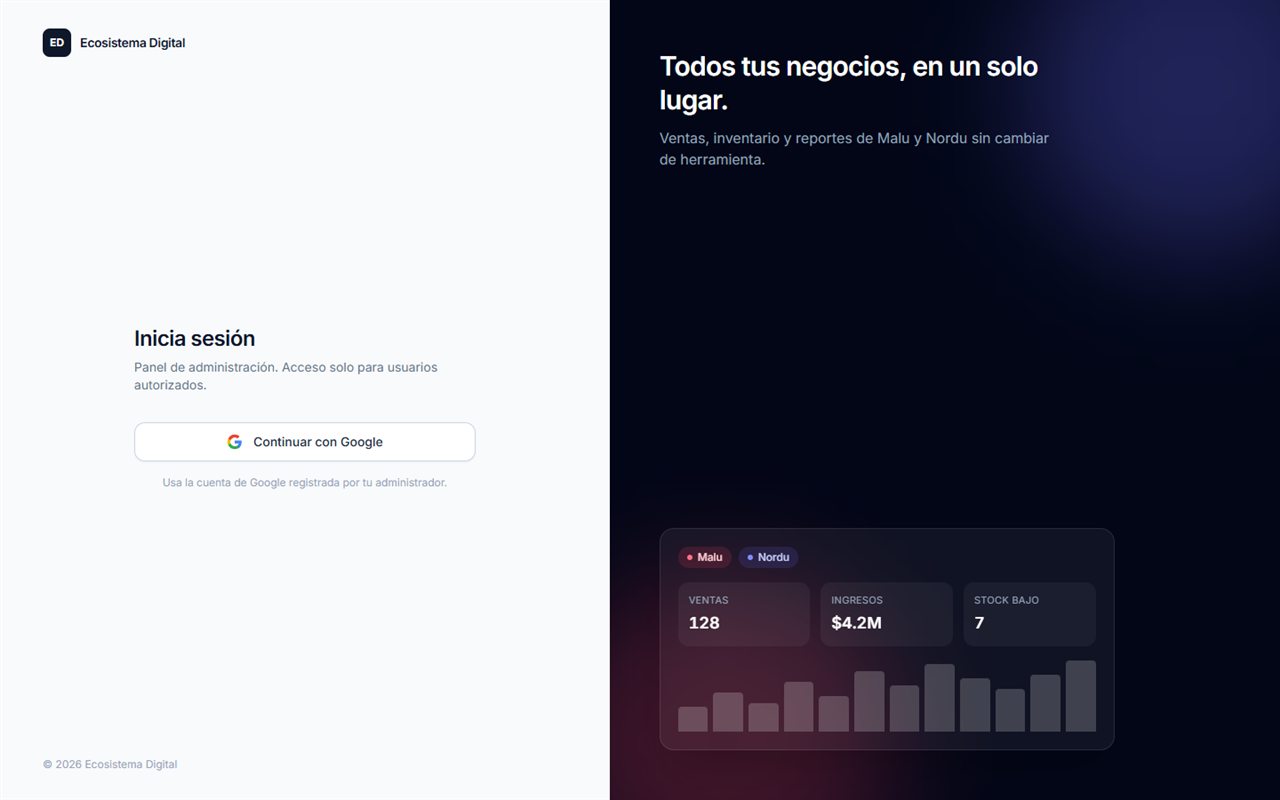 ED Ecosistema Digital
Inicia sesión
Panel de administración. Acceso solo para usuarios
autorizados.
Continuar con Google
Usa la cuenta de Google registrada por tu administrador.
© 2026 Ecosistema Digital
Todos tus negocios, en un solo
lugar.
Ventas, inventario y reportes de Malu y Nordu sin cambiar
de herramienta.
Malu Nordu
VENTAS INGRESOS STOCK BAJO
128 $4.2M 7